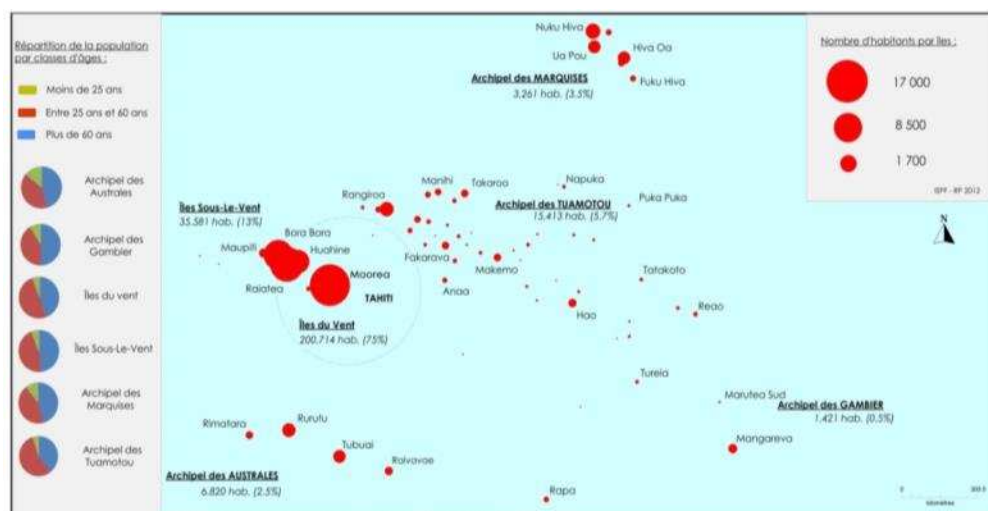 Répartition de la population
par classes d'âges :
Moins de 25 ans
Entre 25 ans et 60 ans
Plus de 60 ans
Archipel des
Australes
Archipel des
Gambier
Îles du vent
Îles Sous-Le-Vent
Archipel des
Marquises
Archipel des
Tuamotou
Nuku Hiva
Ua Pou
Hiva Oa
Fuku Hiva
Archipel des MARQUISES
3,261 hab. (3.5%)
Nombre d'habitants par îles :
17 000
8 500
1 700
ISPF - RP 2012
N
Manihi
Takaroa
Rangiroa
Napuka
Puka Puka
Archipel des TUAMOTOU
15.413 hab. (5.7%)
Îles Sous-Le-Vent
35.581 hab. (13%)
Bora Bora
Maupiti
Huahine
Raiatea
Moorea
TAHITI
Fakarava
Makemo
Anaa
Tatakoto
Hao
Reao
Îles du Vent
200.714 hab. (75%)
Tureia
Marutea Sud
Archipel des GAMBIER
1.421 hab. (0.5%)
Mangareva
Rimatara
Rurutu
Tubuai
Raivavae
Archipel des AUSTRALES
6.820 hab. (2.5%)
Rapa
0
kilomètres